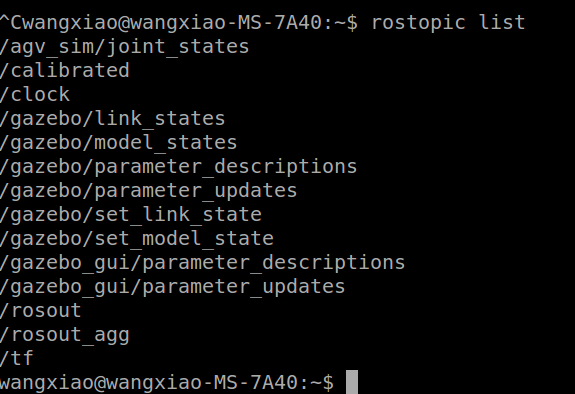 ^Cwangxiao@wangxiao-MS-7A40:~$ rostopic list
/agv_sim/joint_states
/calibrated
/clock
/gazebo/link_states
/gazebo/model_states
/gazebo/parameter_descriptions
/gazebo/parameter_updates
/gazebo/set_link_state
/gazebo/set_model_state
/gazebo_gui/parameter_descriptions
/gazebo_gui/parameter_updates
/rosout
/rosout_agg
/tf
wangxiao@wangxiao-MS-7A40:~$